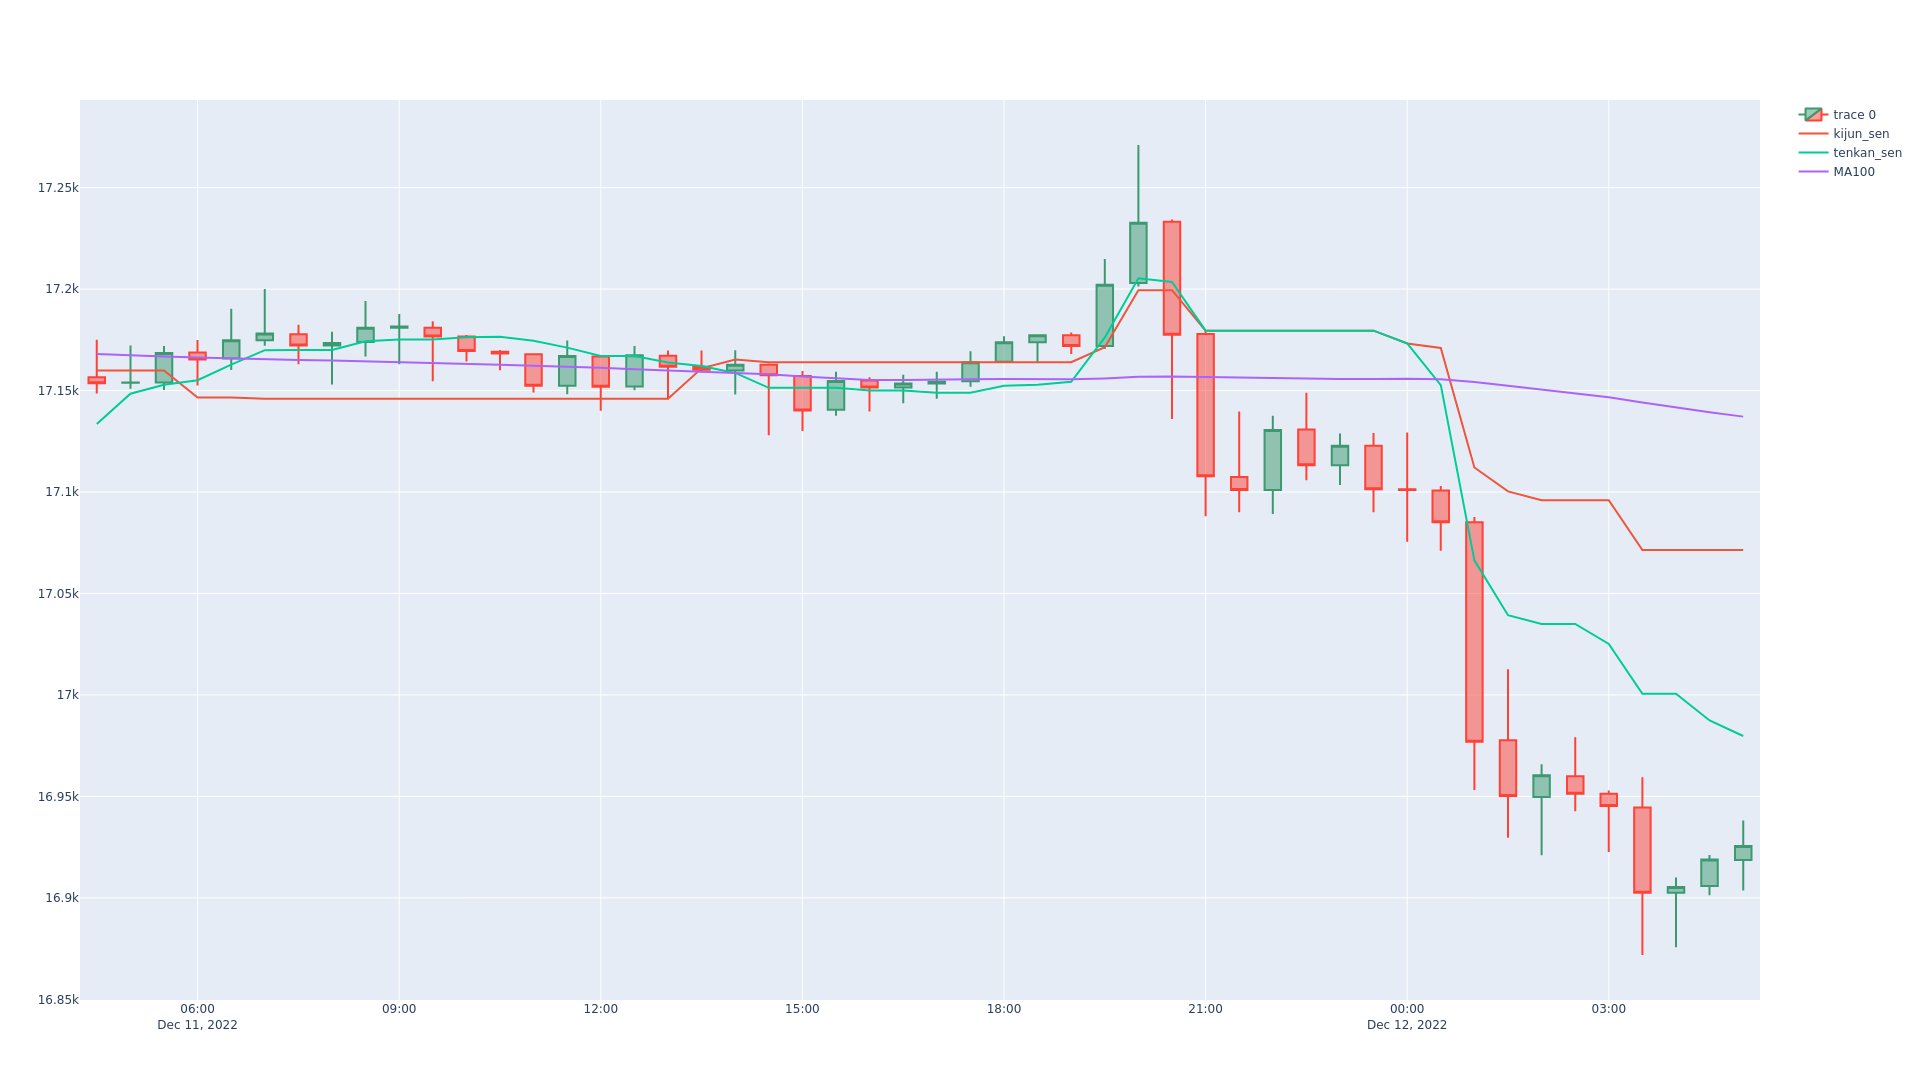 trace 0
kijun_sen
tenkan_sen
MA100
17.25k
17.2k
17.15k
17.1k
17.05k
17k
16.95k
16.9k
16.85k
06:00 09:00 12:00 15:00 18:00 21:00 00:00 03:00
Dec 11, 2022 Dec 12, 2022